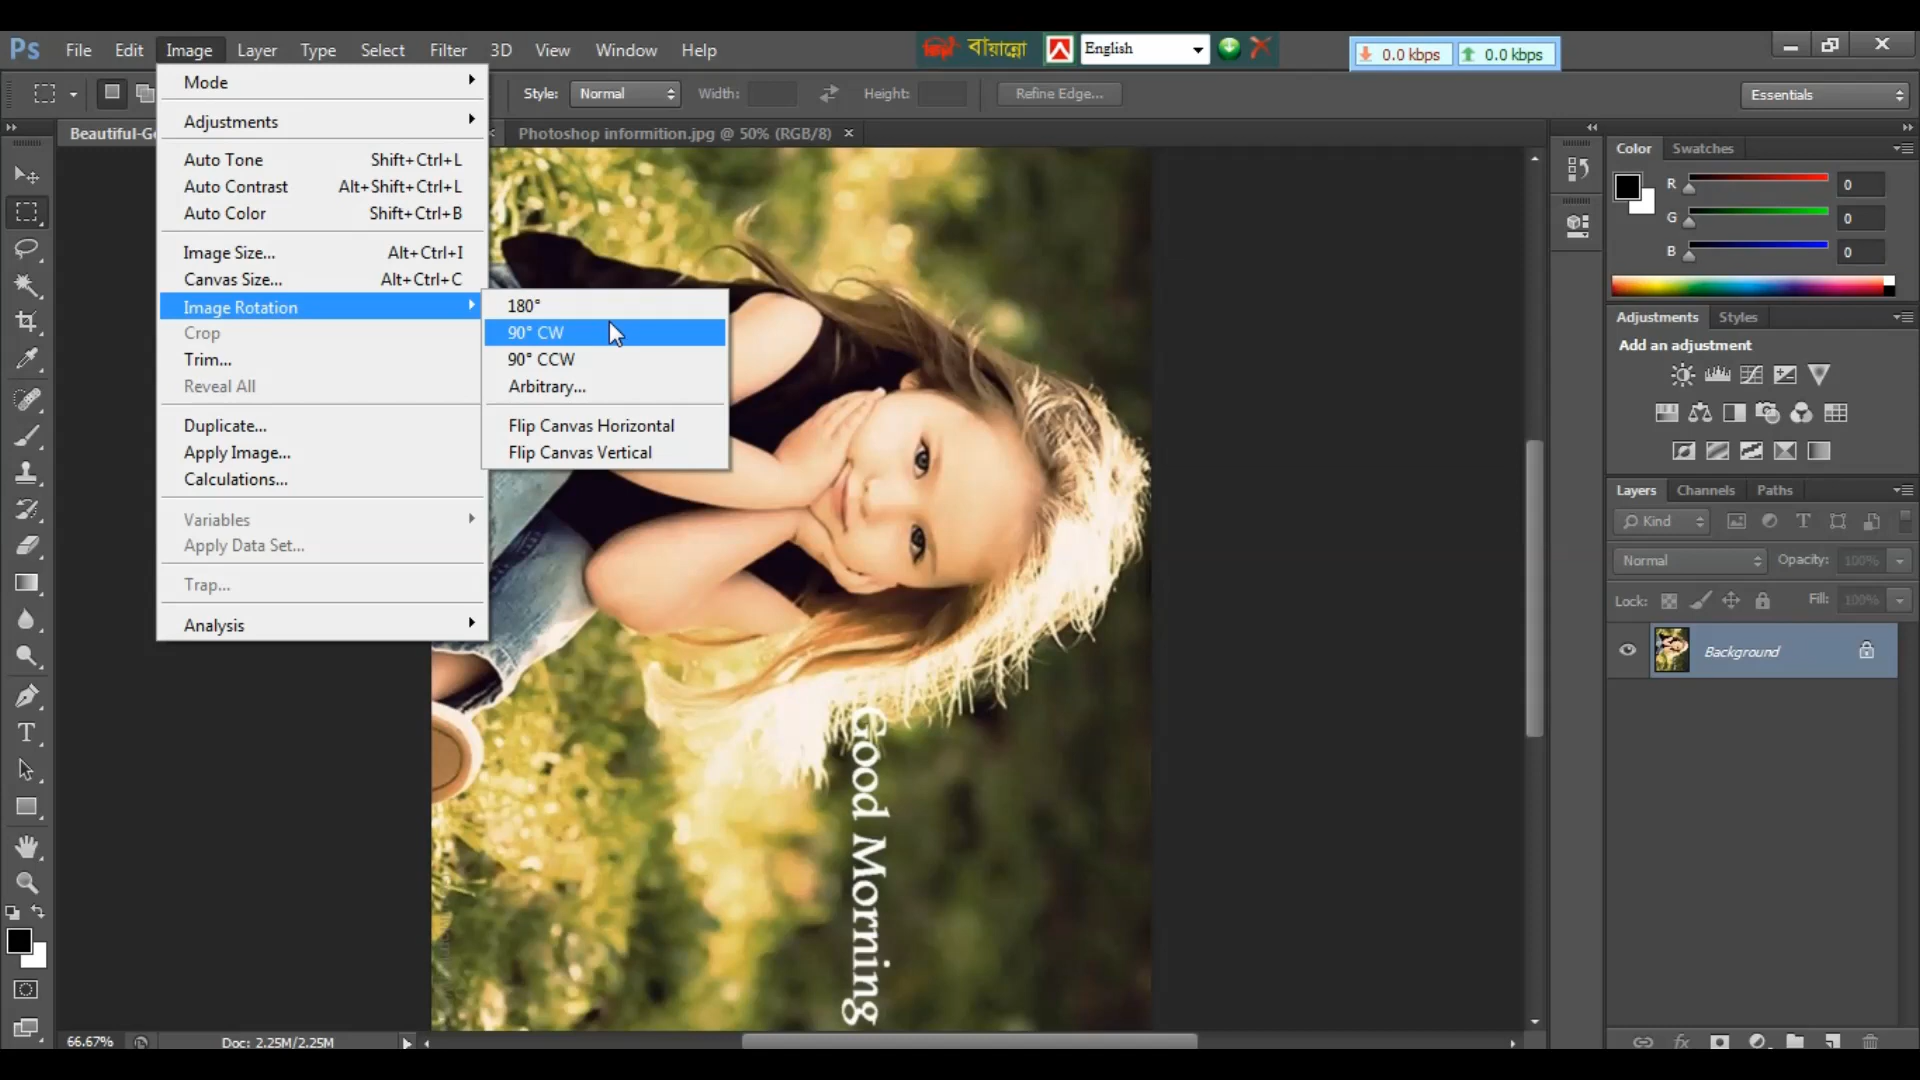 Ps File Edit Image Layer Type Select Filter 3D View Window Help
বায়ান্নো English 0.0 kbps 0.0 kbps
Style: Normal Width: Height: Refine Edge... Essentials
Beautiful-Go Photoshop informition.jpg @ 50% (RGB/8)
Mode
Adjustments
Auto Tone Shift+Ctrl+L
Auto Contrast Alt+Shift+Ctrl+L
Auto Color Shift+Ctrl+B
Image Size... Alt+Ctrl+I
Canvas Size... Alt+Ctrl+C
Image Rotation
Crop
Trim...
Reveal All
Duplicate...
Apply Image...
Calculations...
Variables
Apply Data Set...
Trap...
Analysis
180°
90° CW
90° CCW
Arbitrary...
Flip Canvas Horizontal
Flip Canvas Vertical
Good Morning
Color Swatches
R 0
G 0
B 0
Adjustments Styles
Add an adjustment
Layers Channels Paths
Kind
Normal Opacity: 100%
Lock: Fill: 100%
Background
66.67% Doc: 2.25M/2.25M